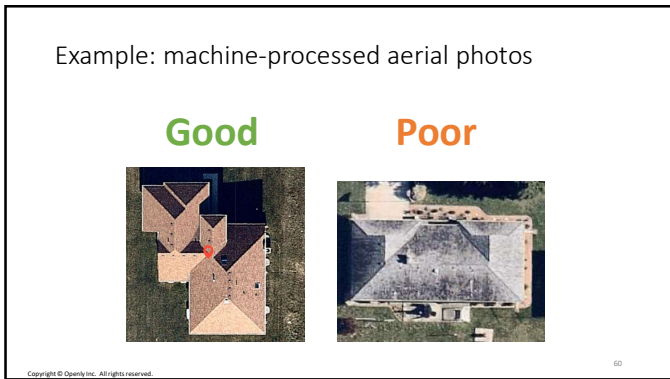 Example: machine-processed aerial photos
Good
Poor
60
Copyright © Openly Inc. All rights reserved.